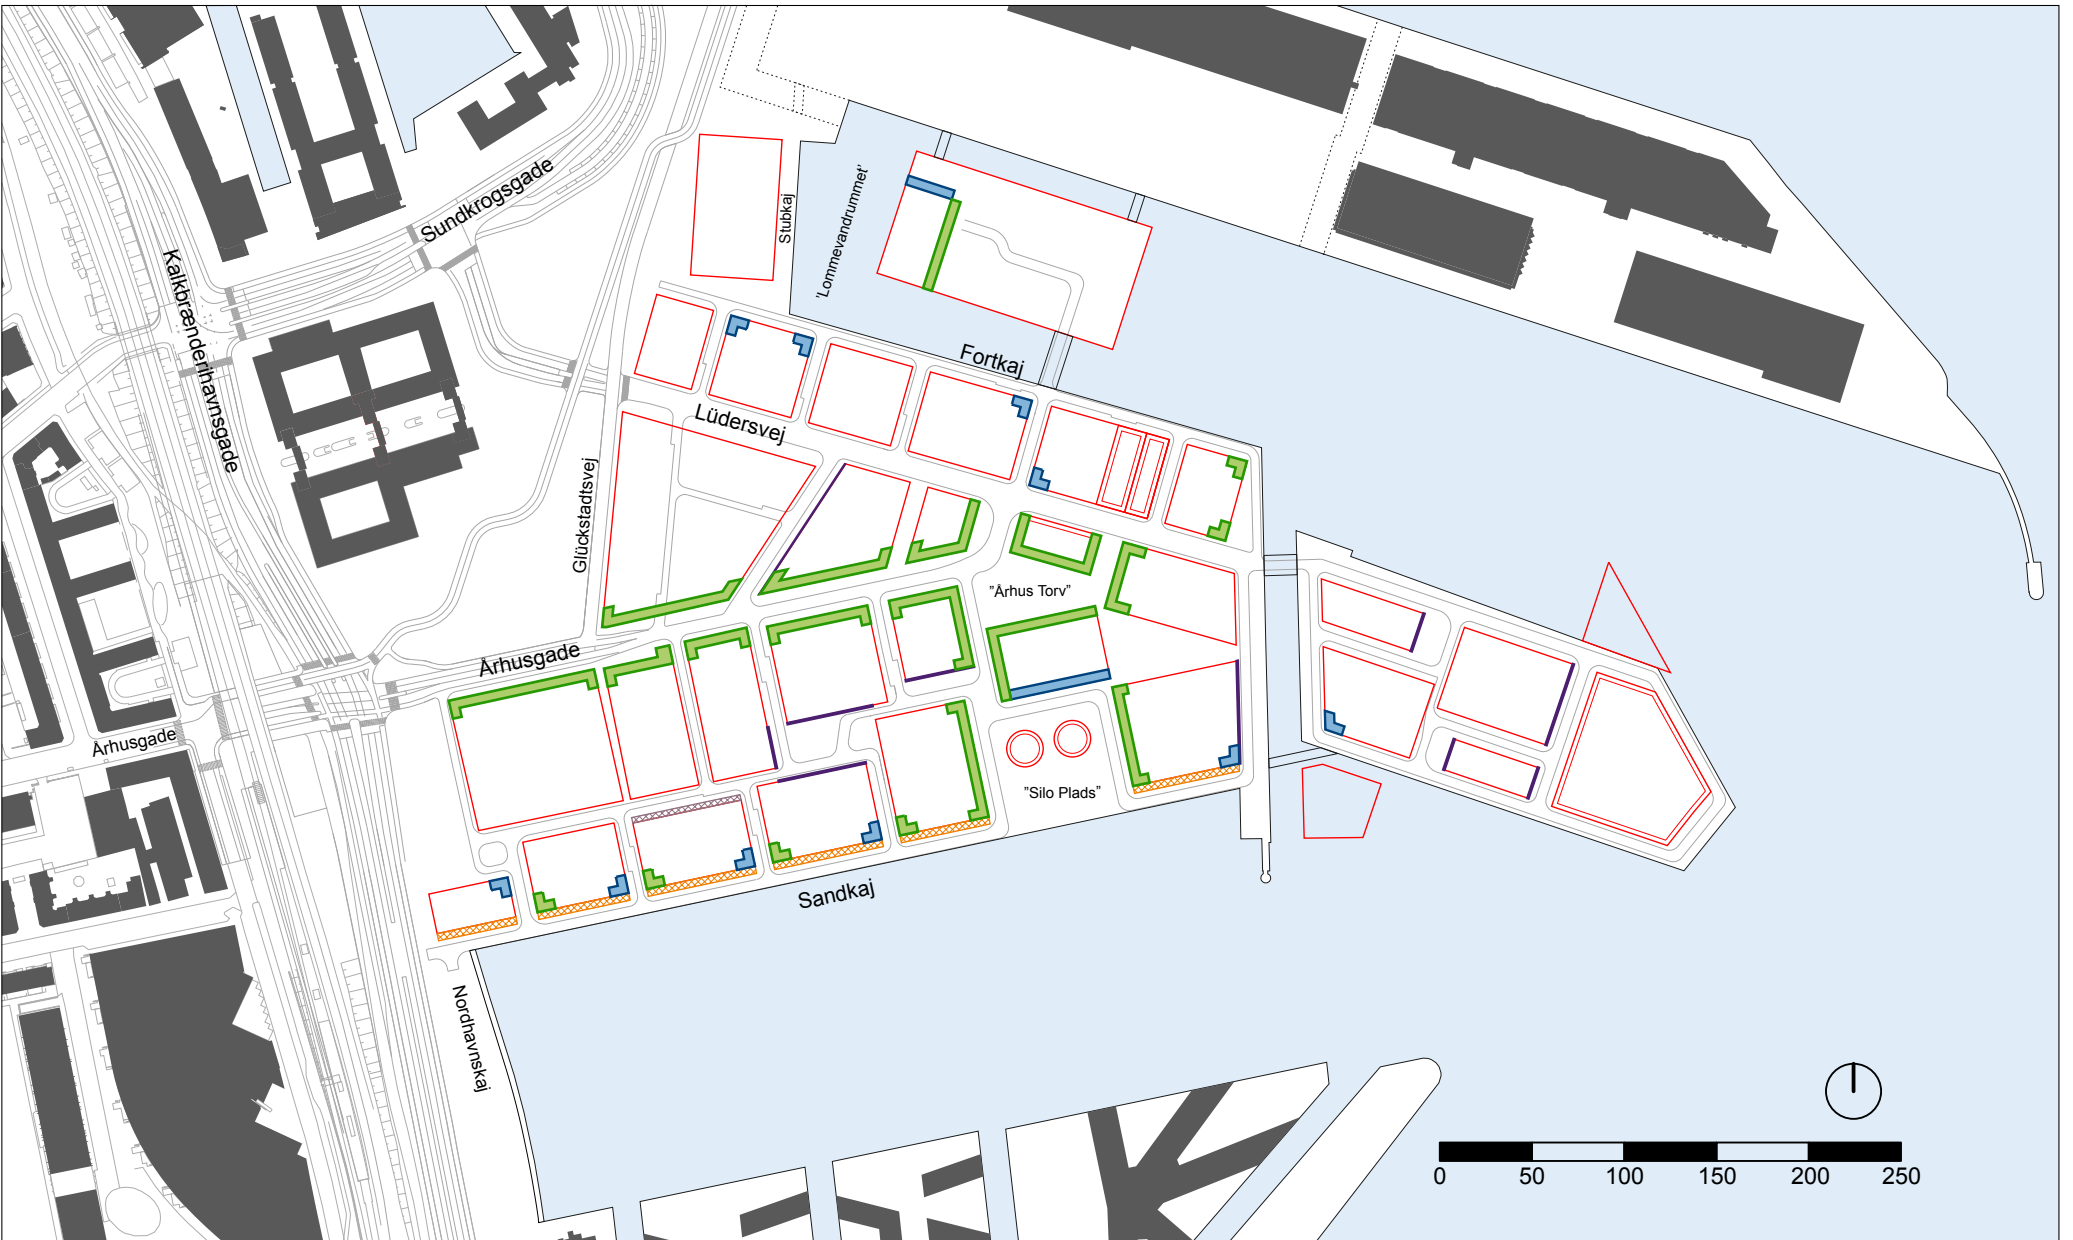 Sundkrogsgade
Stubkaj
'Lommevandrummet'
Kalkbrænderihavnsgade
Fortkaj
Lüdersvej
Glückstadtsvej
"Århus Torv"
Århusgade
Århusgade
"Silo Plads"
Sandkaj
Nordhavnskaj
0 50 100 150 200 250